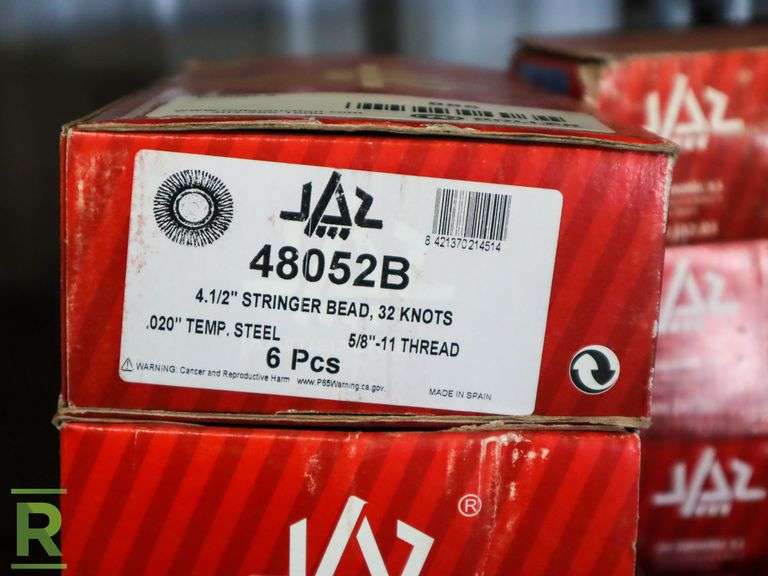 JAZ
JAZ
48052B
8 421370 214514
4.1/2" STRINGER BEAD, 32 KNOTS
.020" TEMP. STEEL
5/8"-11 THREAD
6 Pcs
WARNING: Cancer and Reproductive Harm www.P65Warning.ca.gov.
MADE IN SPAIN
JAZ
JAZ
®
JAZ
R